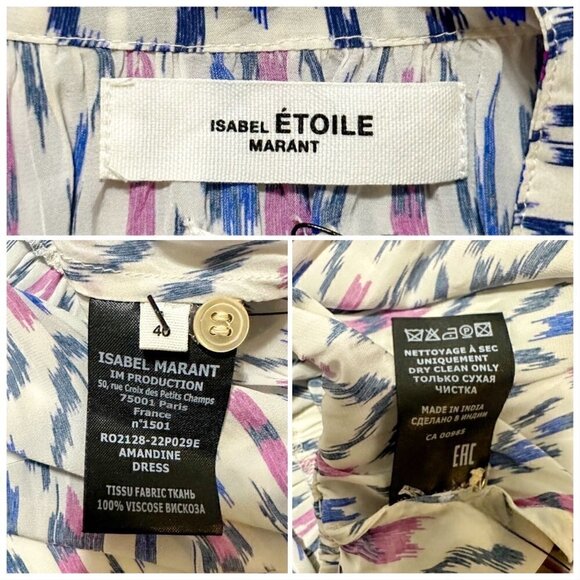 ISABEL ÉTOILE
MARANT
40
ISABEL MARANT
IM PRODUCTION
50, rue Croix des Petits Champs
75001 Paris
France
n°1501
RO2128-22P029E
AMANDINE
DRESS
TISSU FABRIC ТКАНЬ
100% VISCOSE ВИСКОЗА
NETTOYAGE À SEC
UNIQUEMENT
DRY CLEAN ONLY
ТОЛЬКО СУХАЯ
ЧИСТКА
MADE IN INDIA
СДЕЛАНО В ИНДИИ
CA 00983
EAC